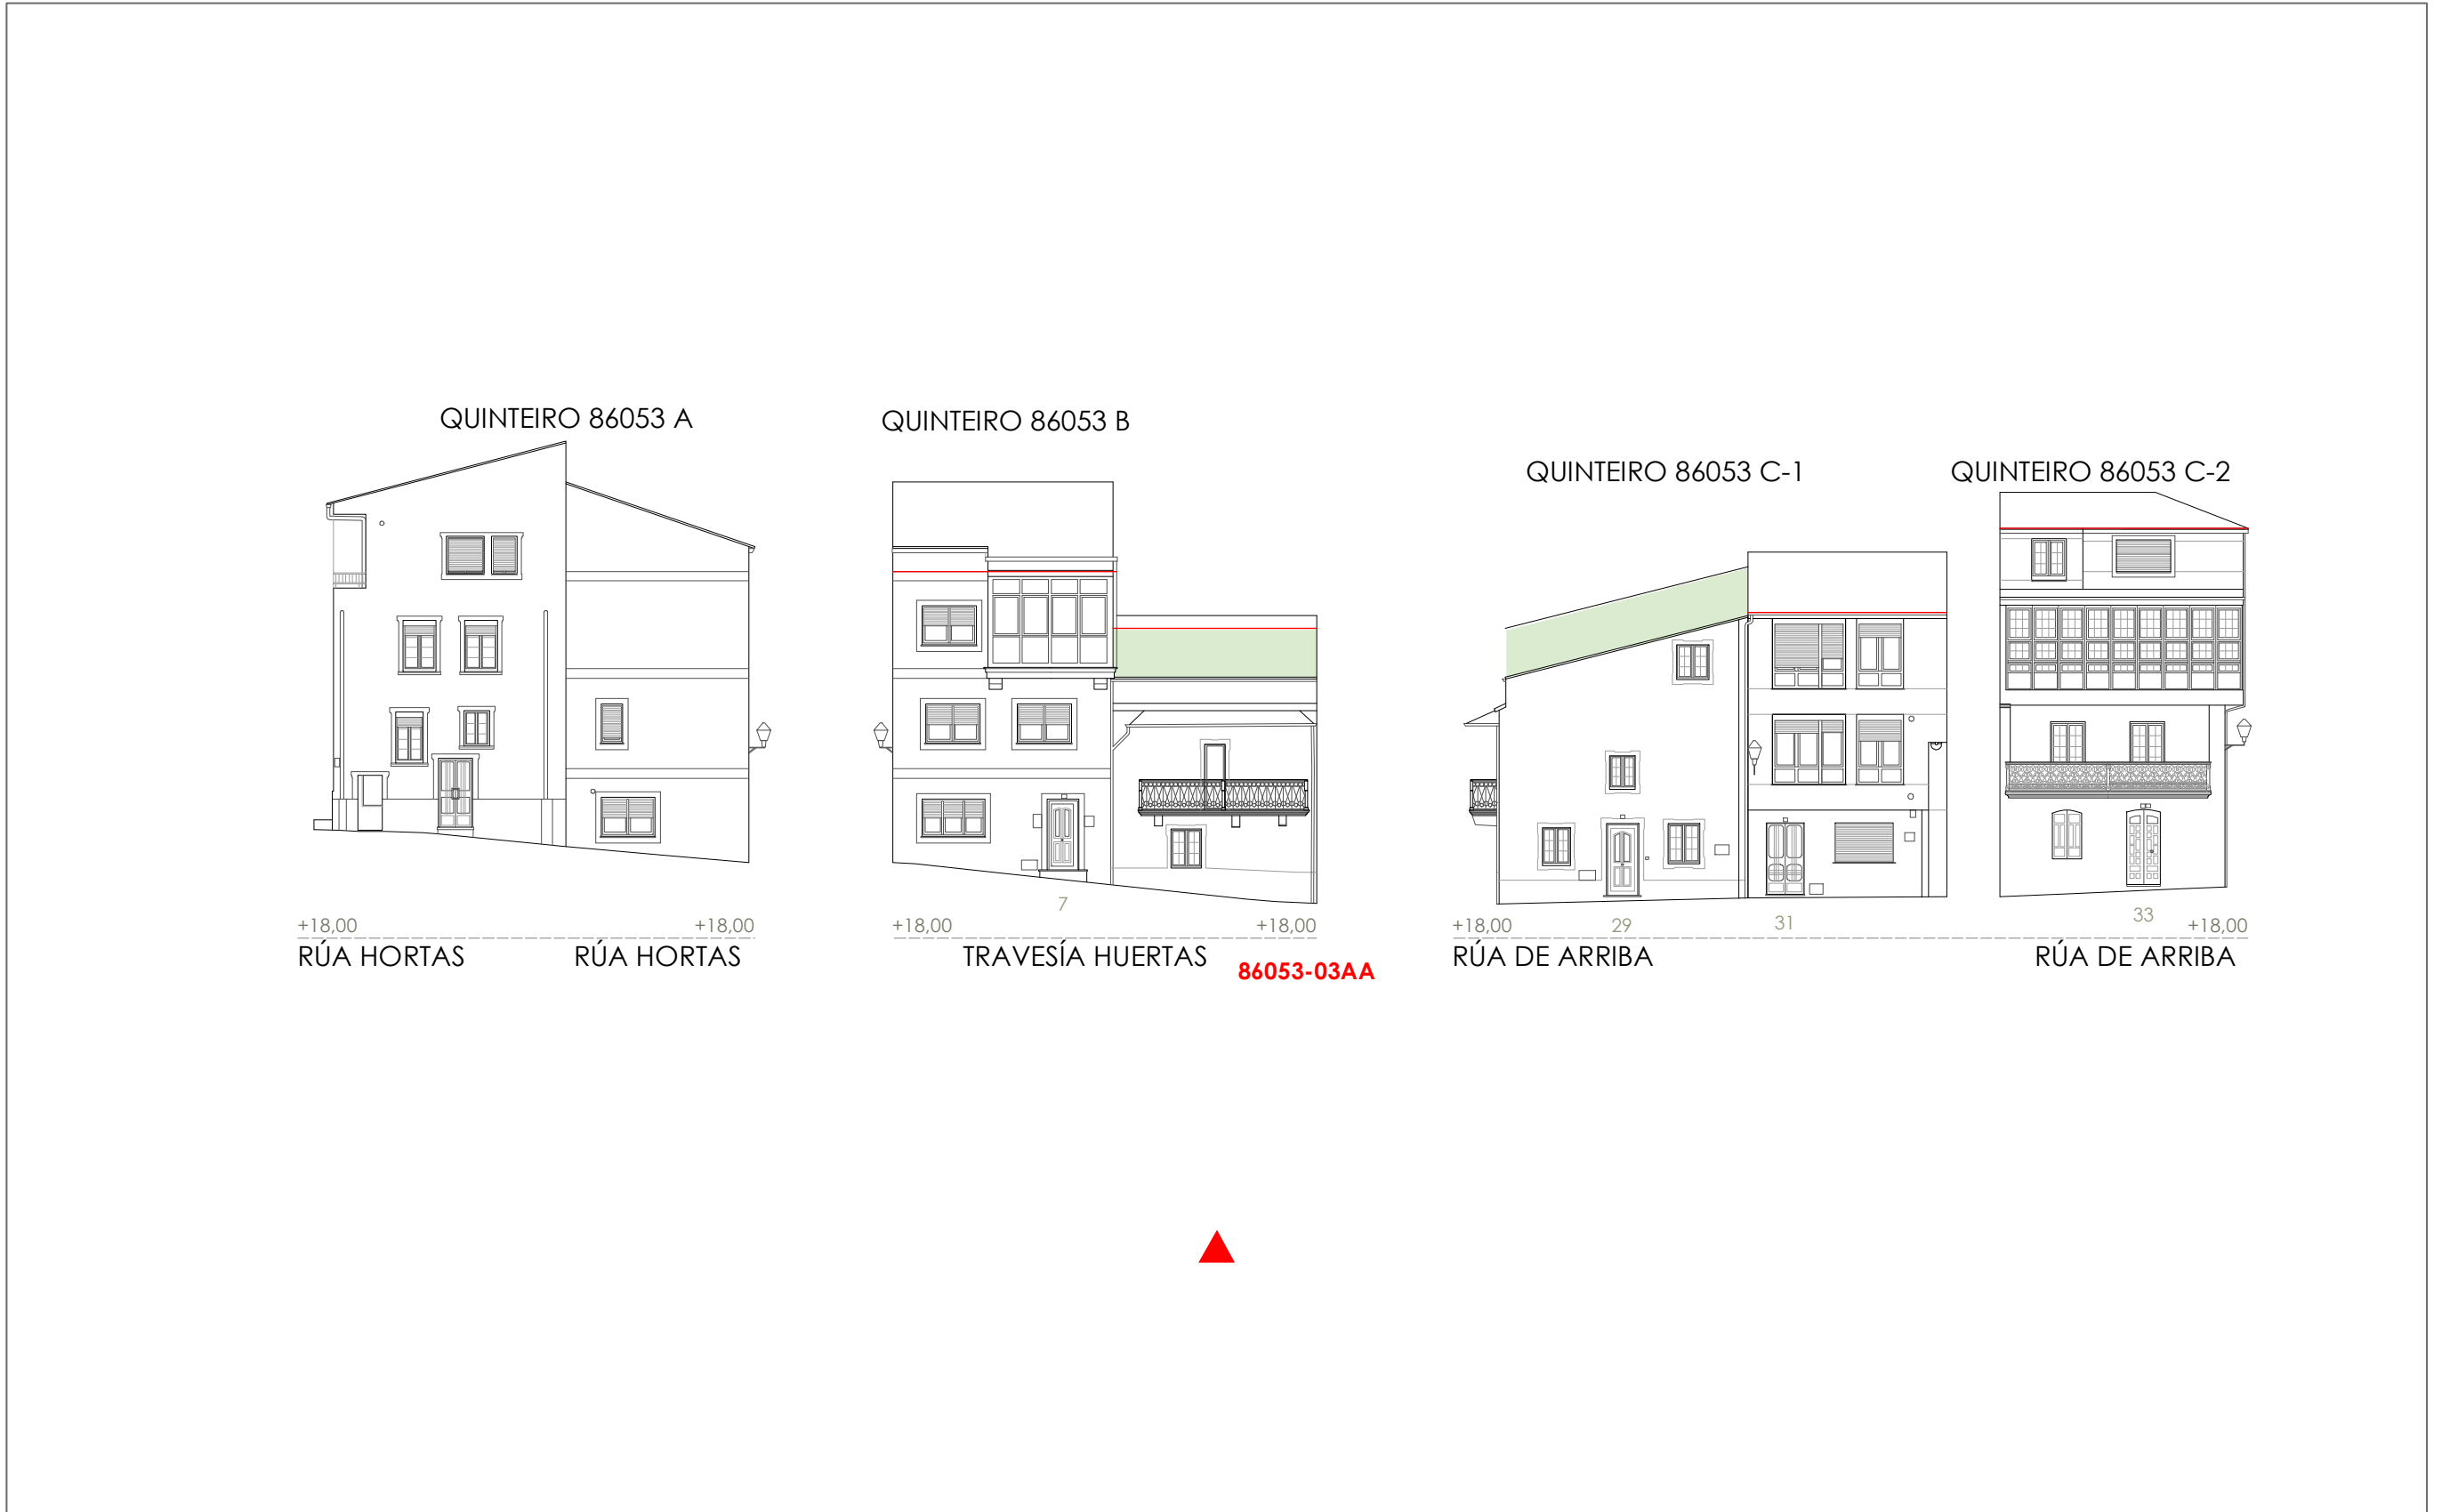 QUINTEIRO 86053 A
QUINTEIRO 86053 B
QUINTEIRO 86053 C-1
QUINTEIRO 86053 C-2
7
29
31
33
+18,00
+18,00
+18,00
+18,00
+18,00
+18,00
RÚA HORTAS
RÚA HORTAS
TRAVESÍA HUERTAS
86053-03AA
RÚA DE ARRIBA
RÚA DE ARRIBA